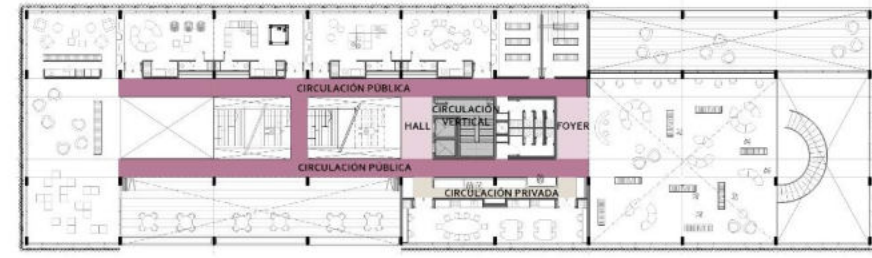 CIRCULACIÓN PÚBLICA
CIRCULACIÓN
VERTICAL
HALL
FOYER
CIRCULACIÓN PÚBLICA
CIRCULACIÓN PRIVADA